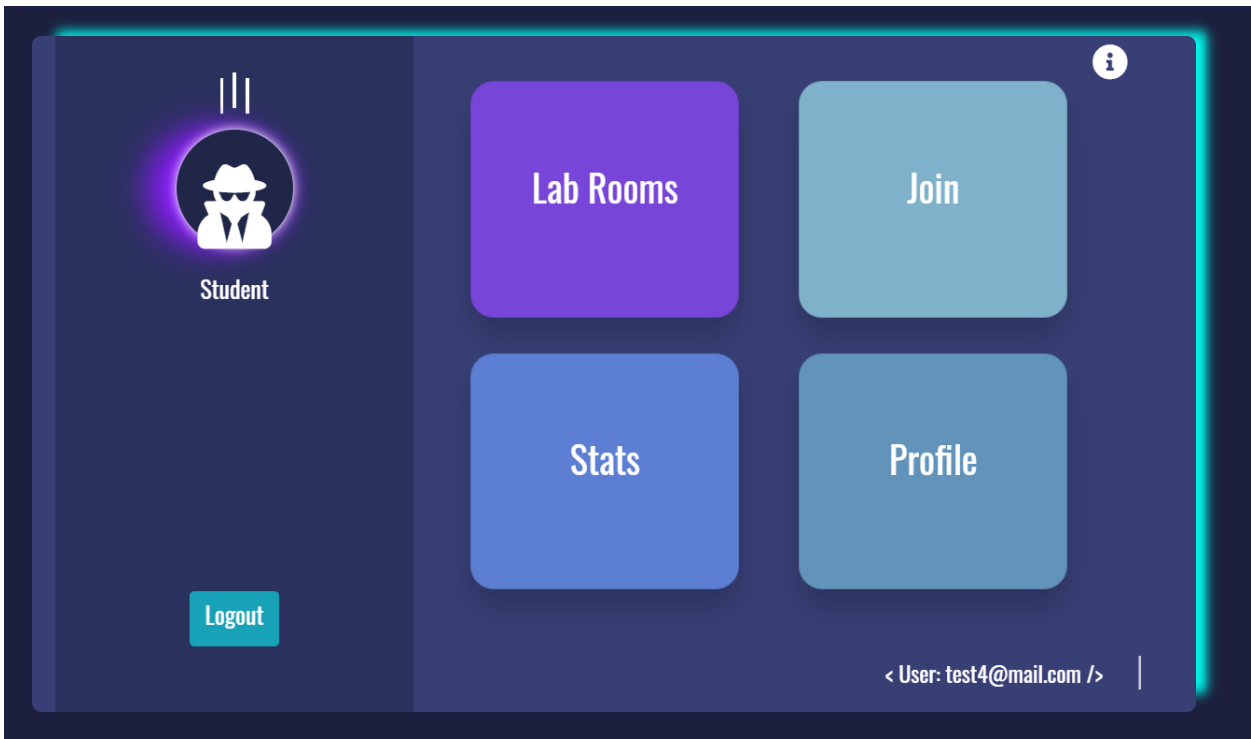 Student
Logout
Lab Rooms
Join
Stats
Profile
< User: test4@mail.com />